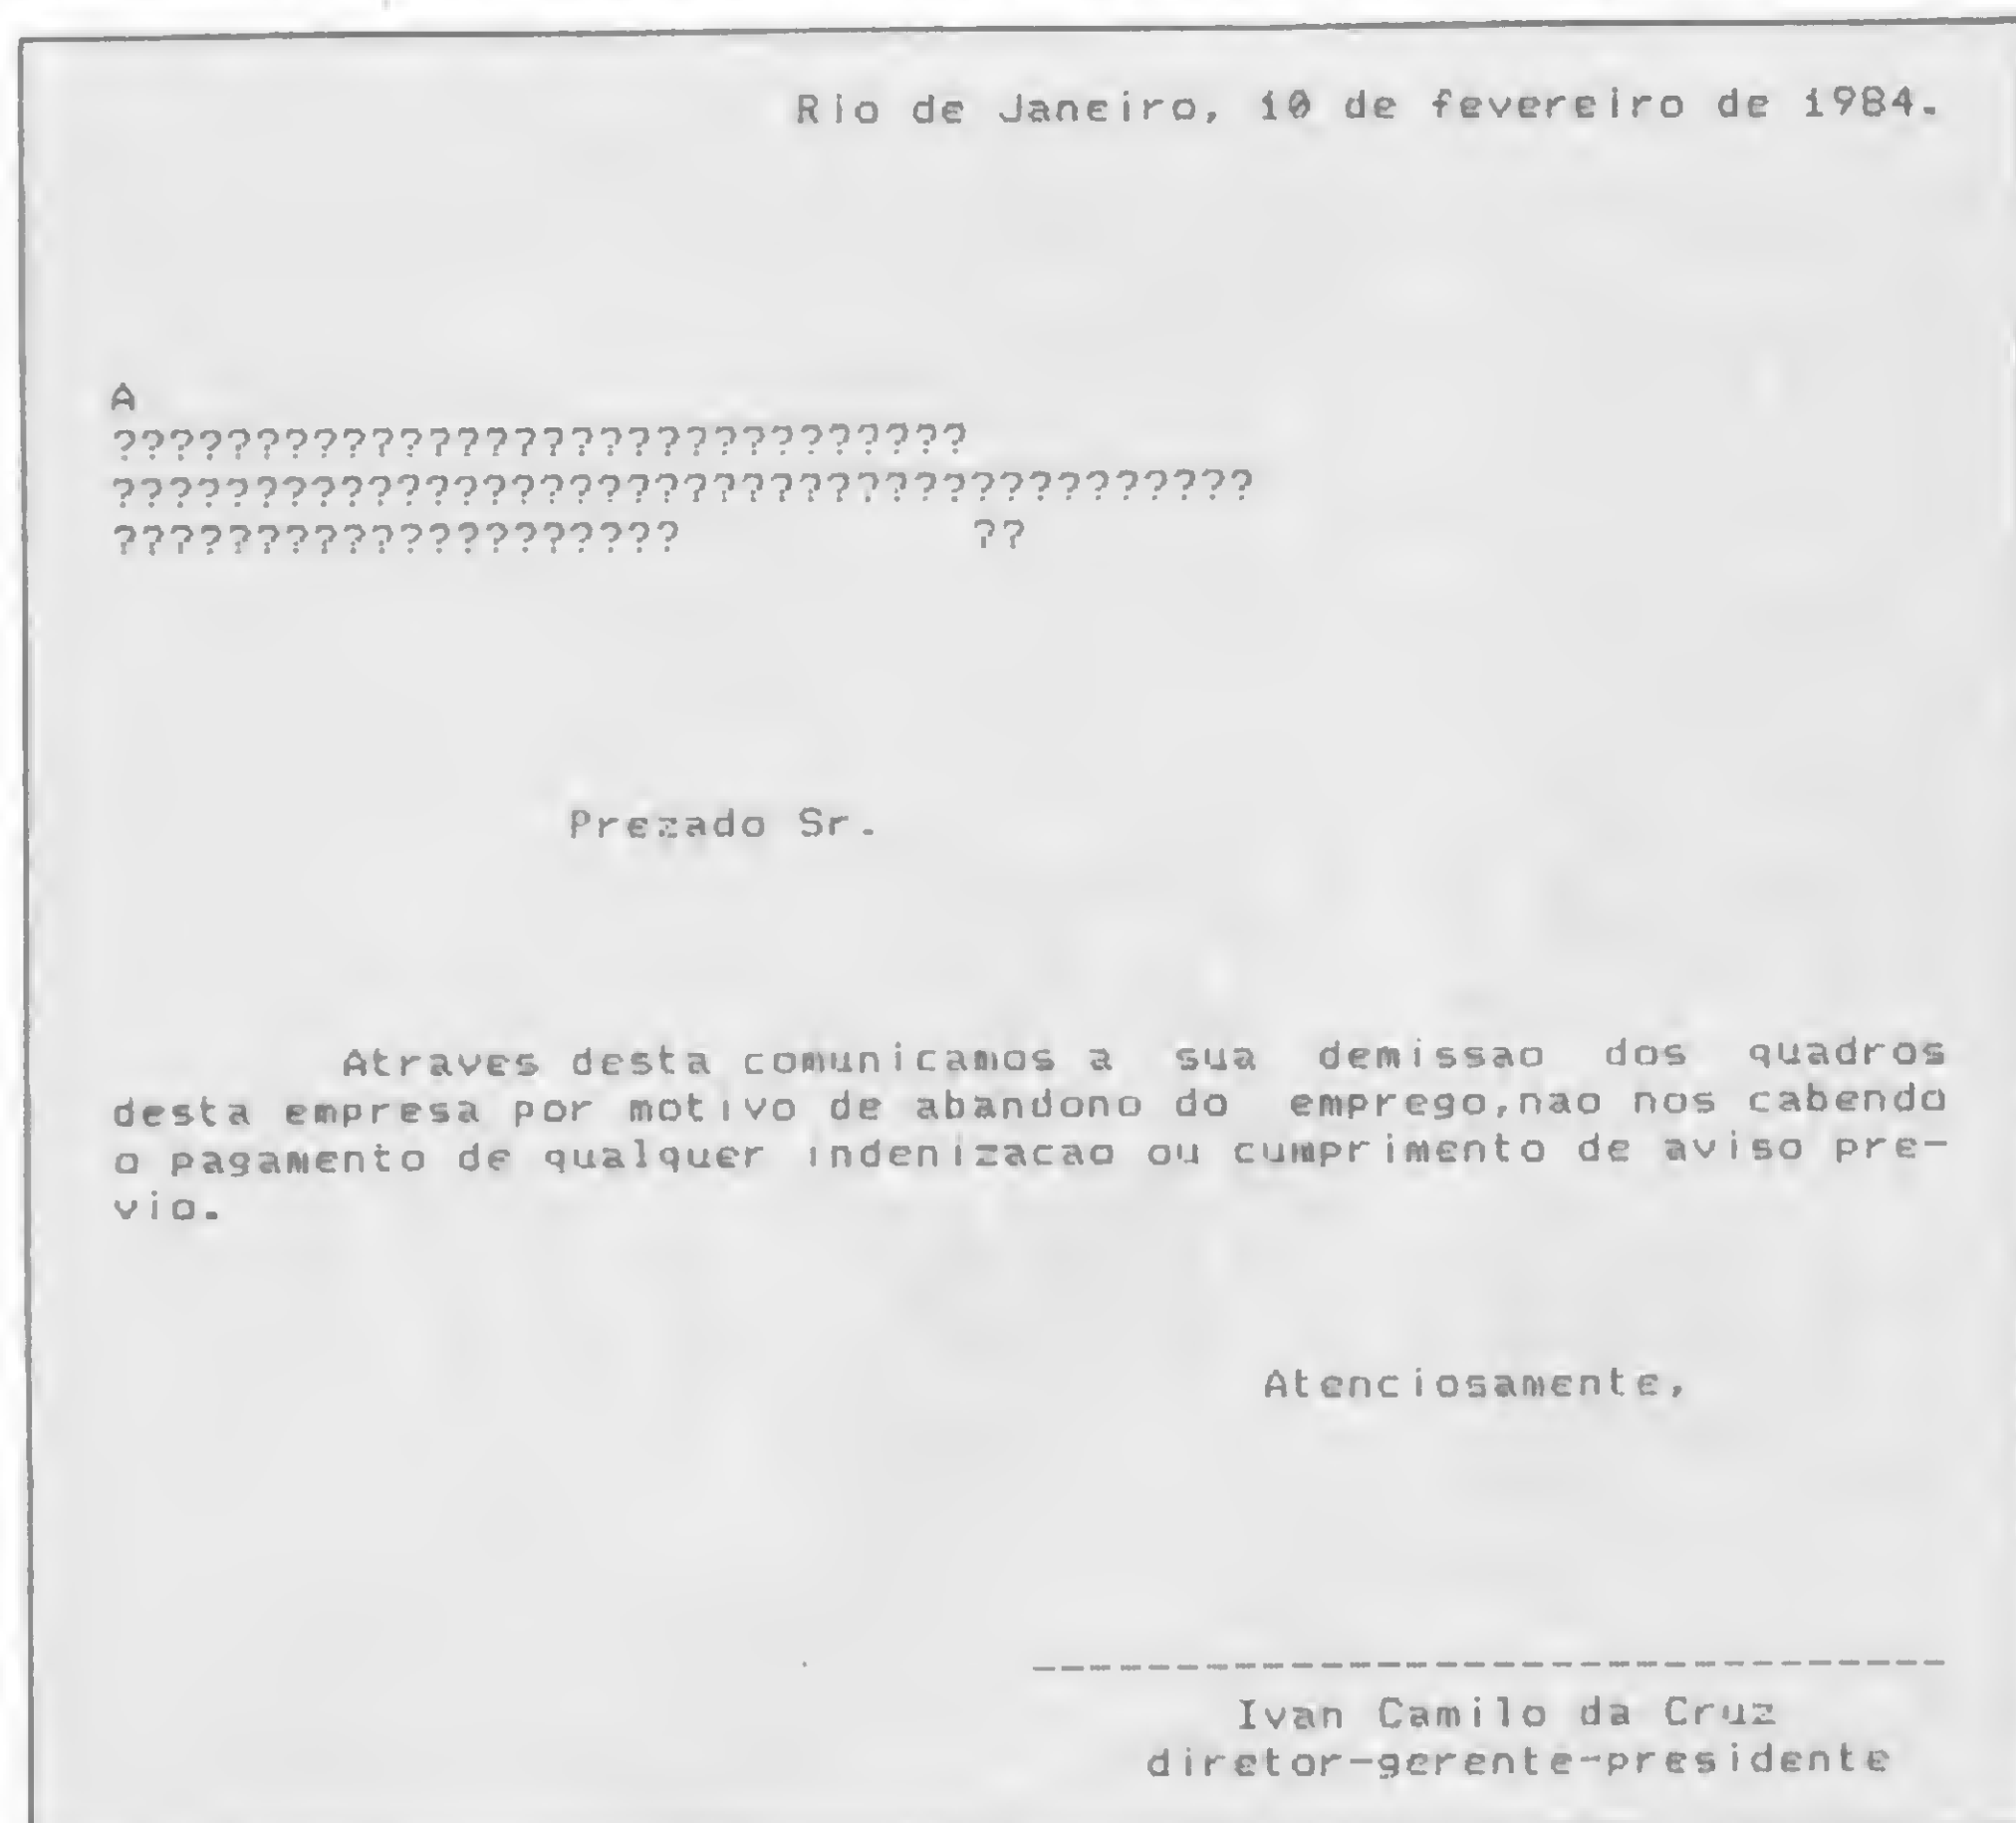 Rio de Janeiro, 10 de fevereiro de 1984.
A
??????????????????????????????
????????????????????????????????????????
???????????????????? ??
Prezado Sr.
Atraves desta comunicamos a sua demissao dos quadros
desta empresa por motivo de abandono do emprego,nao nos cabendo
o pagamento de qualquer indenizacao ou cumprimento de aviso pre-
vio.
Atenciosamente,
--------------------------------
Ivan Camilo da Cruz
diretor-gerente-presidente